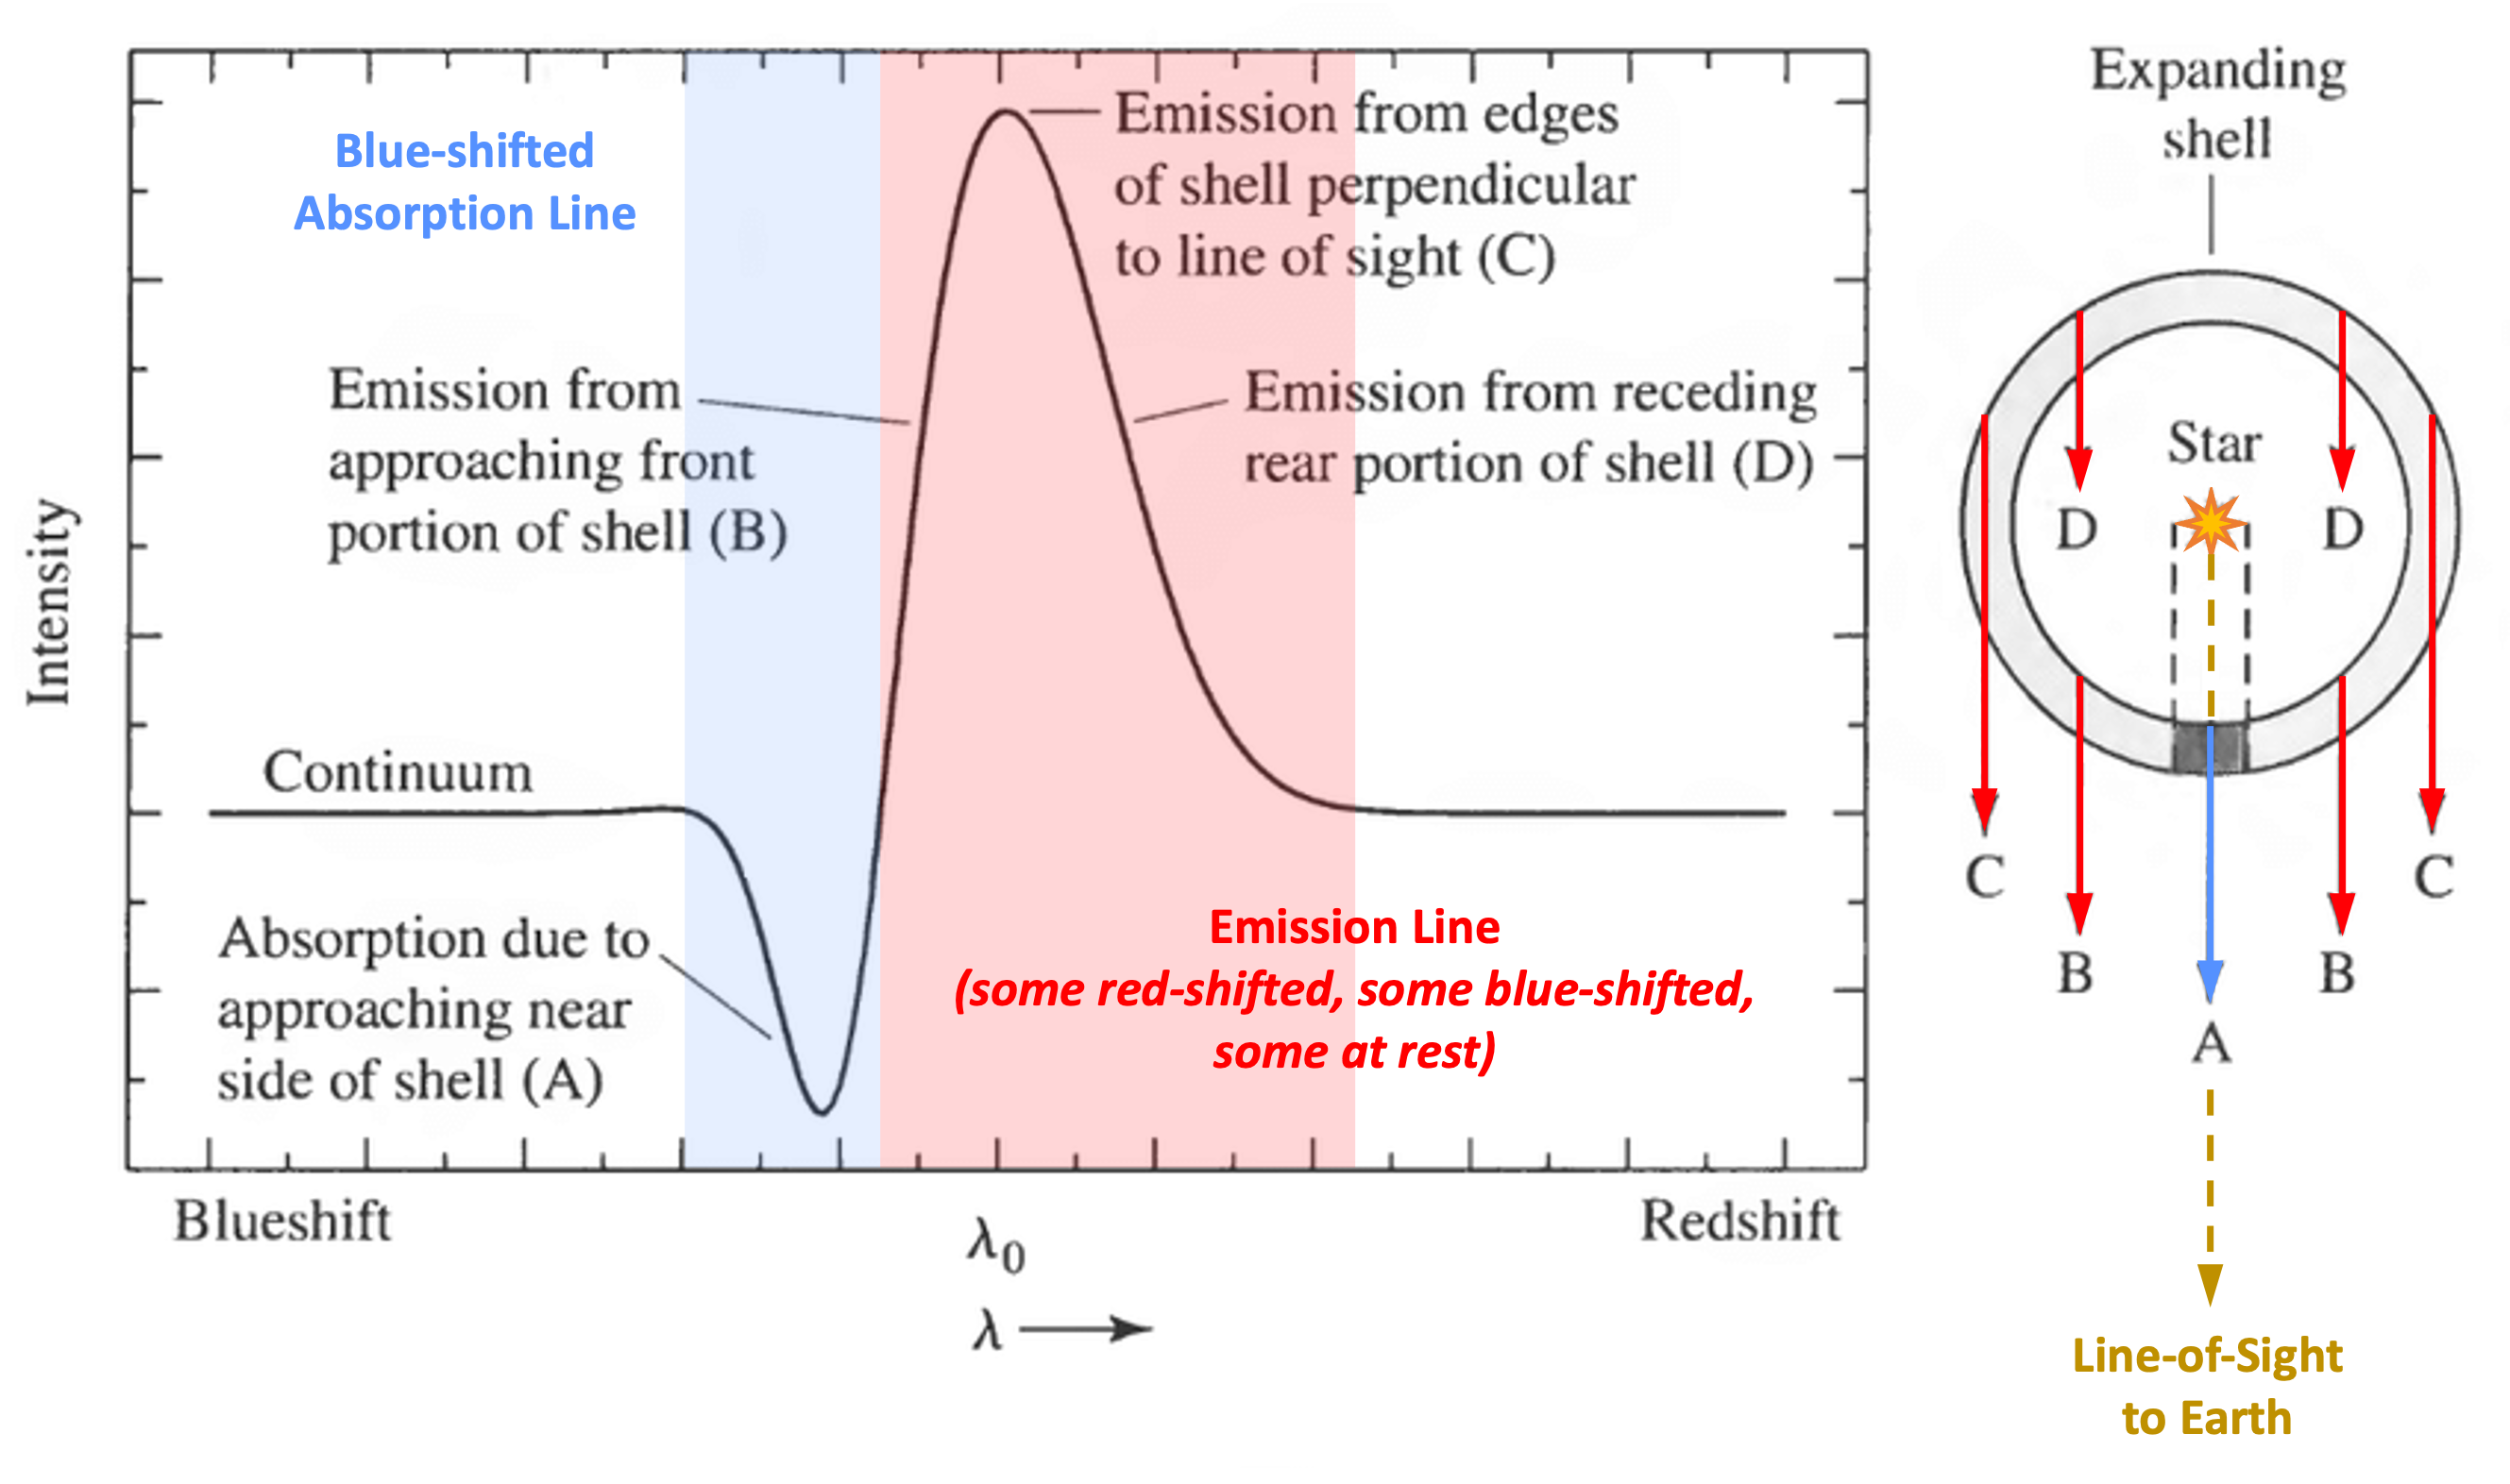 Blue-shifted
Absorption Line
Emission from edges
of shell perpendicular
to line of sight (C)
Emission from
approaching front
portion of shell (B)
Emission from receding
rear portion of shell (D)
Intensity
Continuum
Absorption due to
approaching near
side of shell (A)
Emission Line
(some red-shifted, some blue-shifted,
some at rest)
Blueshift
λ0
Redshift
λ
Expanding
shell
Star
D
D
C
C
B
B
A
Line-of-Sight
to Earth